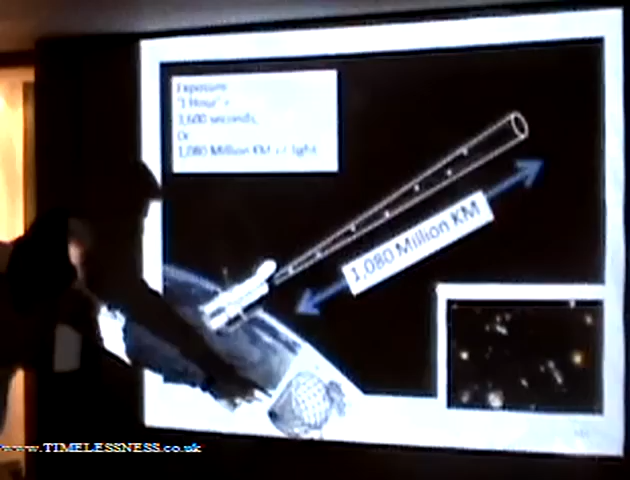 Exposure
"1 Hour" =
3,600 seconds,
Or
1,080 Million KM of light
1,080 Million KM
www.TIMELESSNESS.co.uk